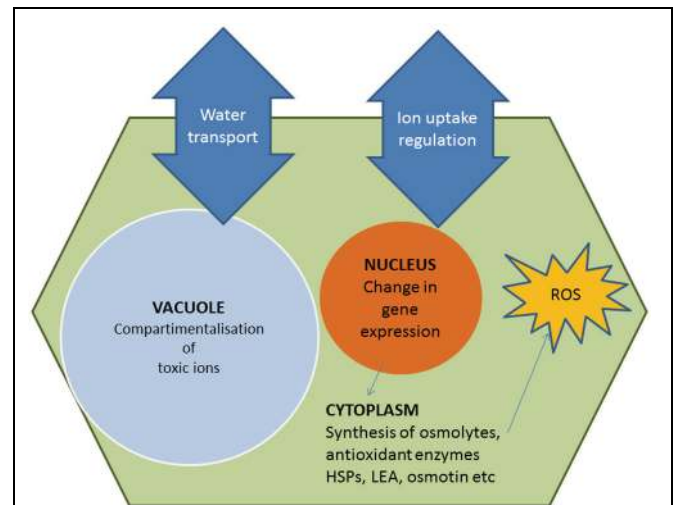 Water
transport
Ion uptake
regulation
NUCLEUS
Change in
gene
expression
ROS
VACUOLE
Compartimentalisation
of
toxic ions
CYTOPLASM
Synthesis of osmolytes,
antioxidant enzymes
HSPs, LEA, osmotin etc